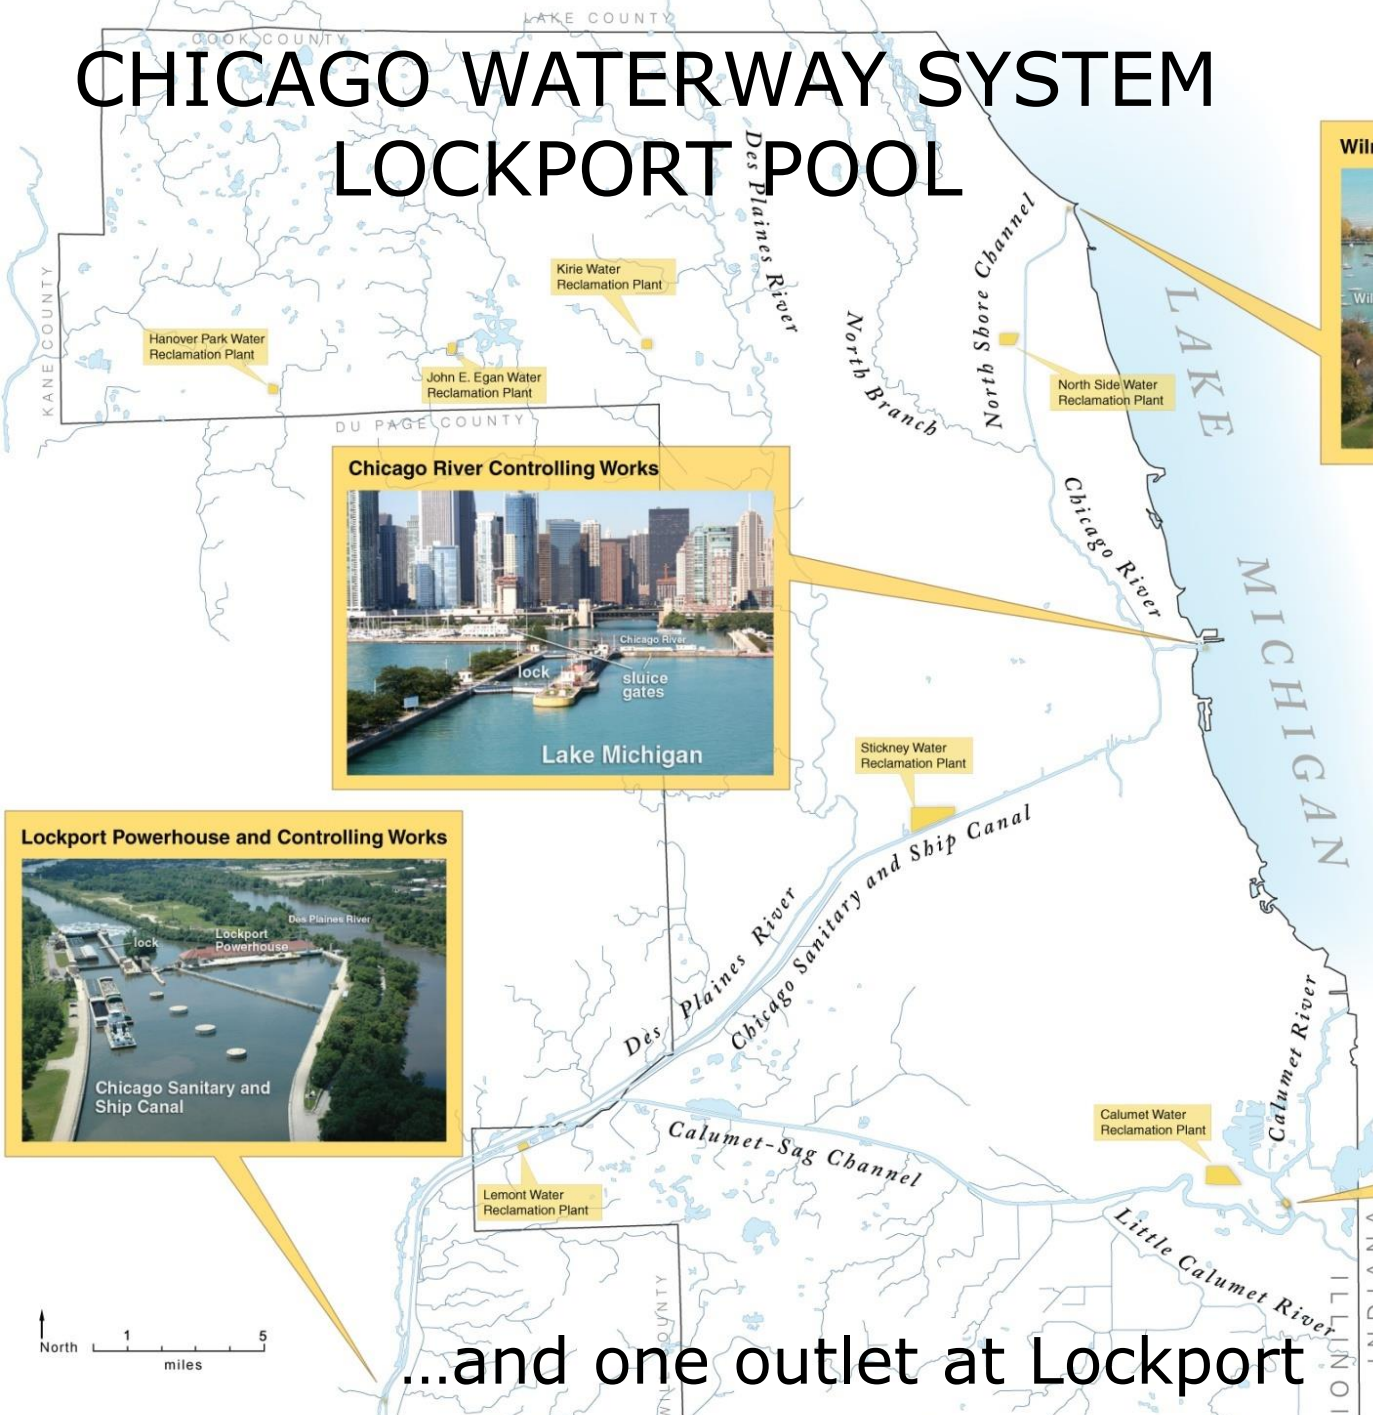 LAKE COUNTY
COOK COUNTY
CHICAGO WATERWAY SYSTEM
LOCKPORT POOL
Des Plaines River
North Shore Channel
North Branch
KANE COUNTY
Kirie Water
Reclamation Plant
Hanover Park Water
Reclamation Plant
John E. Egan Water
Reclamation Plant
North Side Water
Reclamation Plant
DU PAGE COUNTY
LAKE
MICHIGAN
Chicago River Controlling Works
Chicago River
lock
sluice
gates
Lake Michigan
Chicago River
Stickney Water
Reclamation Plant
Lockport Powerhouse and Controlling Works
Des Plaines River
lock
Lockport
Powerhouse
Chicago Sanitary and
Ship Canal
Des Plaines River
Chicago Sanitary and Ship Canal
Calumet-Sag Channel
Calumet River
Calumet Water
Reclamation Plant
Lemont Water
Reclamation Plant
Little Calumet River
North
1
5
miles
...and one outlet at Lockport